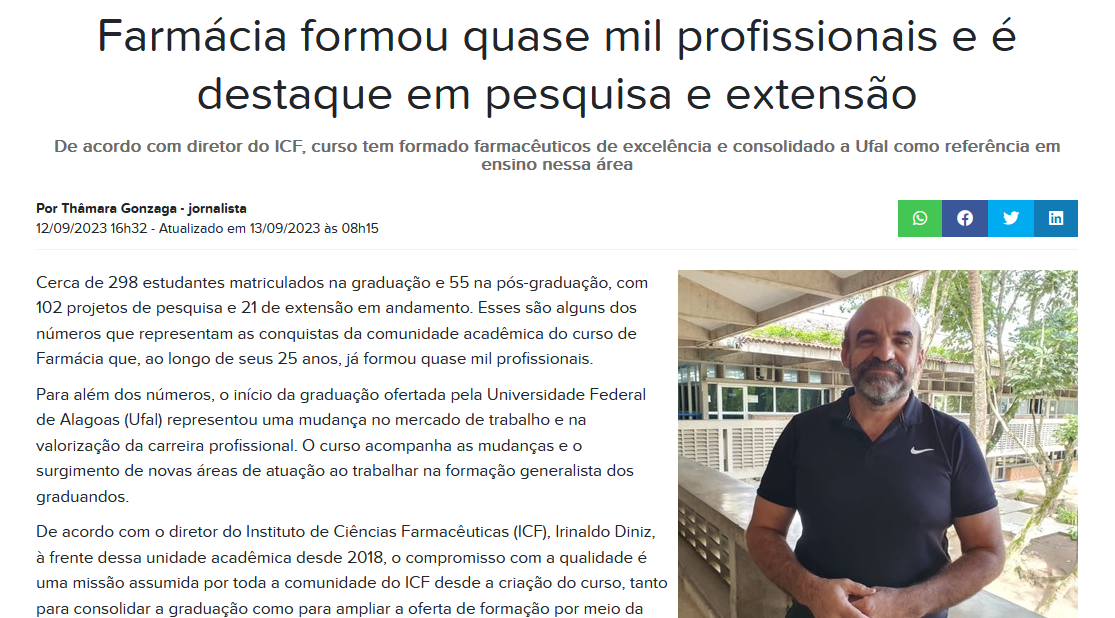 Farmácia formou quase mil profissionais e é
destaque em pesquisa e extensão
De acordo com diretor do ICF, curso tem formado farmacêuticos de excelência e consolidado a Ufal como referência em
ensino nessa área
Por Thâmara Gonzaga - jornalista
12/09/2023 16h32 - Atualizado em 13/09/2023 às 08h15
Cerca de 298 estudantes matriculados na graduação e 55 na pós-graduação, com
102 projetos de pesquisa e 21 de extensão em andamento. Esses são alguns dos
números que representam as conquistas da comunidade acadêmica do curso de
Farmácia que, ao longo de seus 25 anos, já formou quase mil profissionais.
Para além dos números, o início da graduação ofertada pela Universidade Federal
de Alagoas (Ufal) representou uma mudança no mercado de trabalho e na
valorização da carreira profissional. O curso acompanha as mudanças e o
surgimento de novas áreas de atuação ao trabalhar na formação generalista dos
graduandos.
De acordo com o diretor do Instituto de Ciências Farmacêuticas (ICF), Irinaldo Diniz,
à frente dessa unidade acadêmica desde 2018, o compromisso com a qualidade é
uma missão assumida por toda a comunidade do ICF desde a criação do curso, tanto
para consolidar a graduação como para ampliar a oferta de formação por meio da